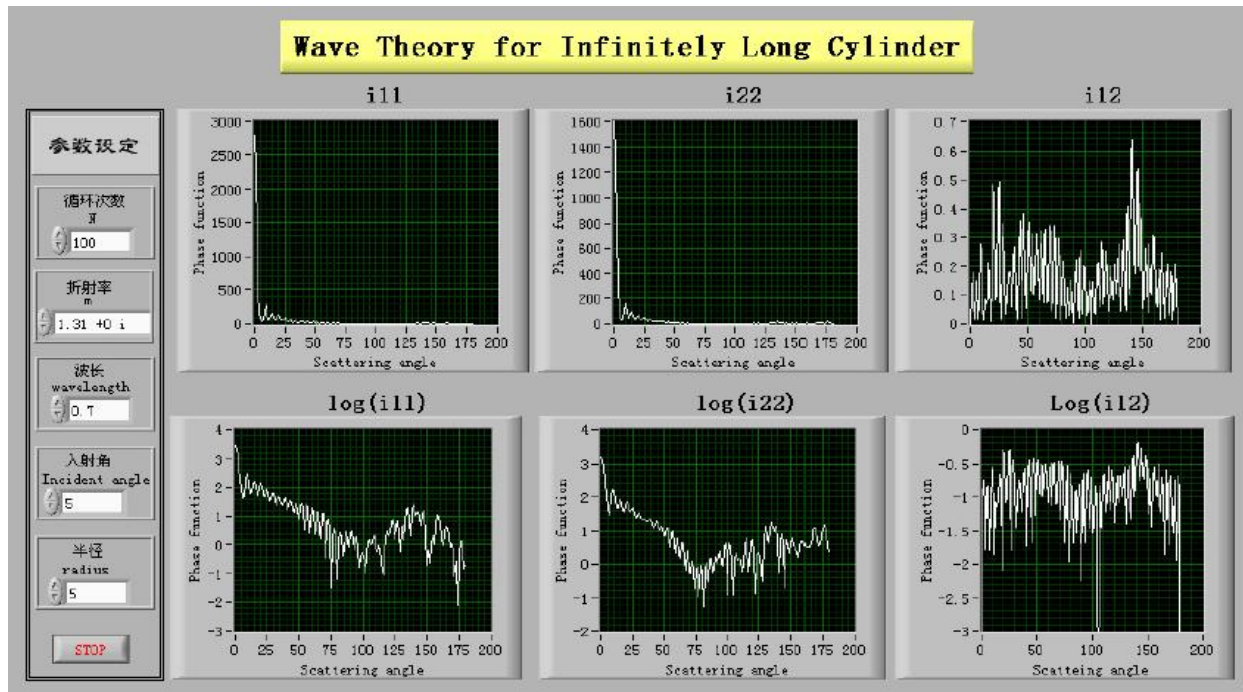 Wave Theory for Infinitely Long Cylinder
参数设定
循环次数
N
100
折射率
m
1.31 +0 i
波长
wavelength
0.7
入射角
Incident angle
5
半径
radius
5
STOP
i11
Phase function
3000
2500
2000
1500
1000
500
0
0 25 50 75 100 125 150 175 200
Scattering angle
i22
Phase function
1600
1400
1200
1000
800
600
400
200
0
0 25 50 75 100 125 150 175 200
Scattering angle
i12
Phase function
0.7
0.6
0.5
0.4
0.3
0.2
0.1
0
0 50 100 150 200
Scattering angle
log(i11)
Phase function
4
3
2
1
0
-1
-2
-3
0 25 50 75 100 125 150 175 200
Scattering angle
log(i22)
Phase function
4
3
2
1
0
-1
-2
0 25 50 75 100 125 150 175 200
Scattering angle
Log(i12)
Phase function
0
-0.5
-1
-1.5
-2
-2.5
-3
0 50 100 150 200
Scatteing angle